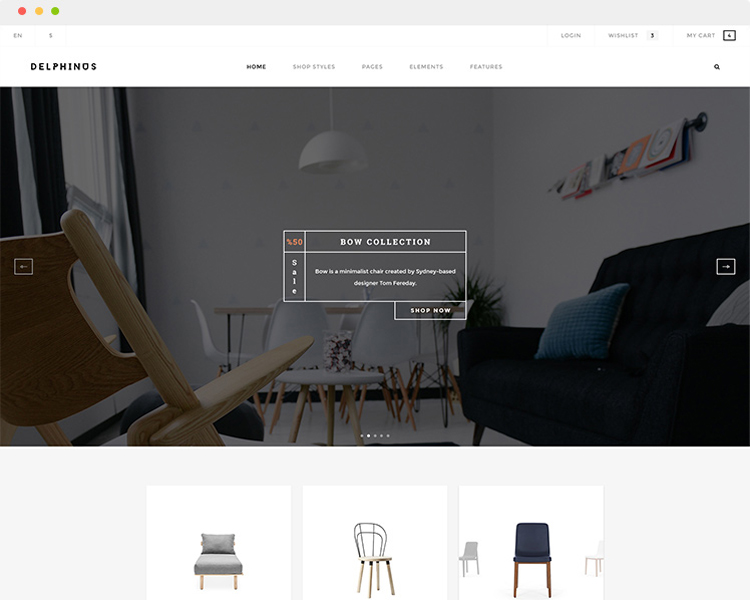 EN $ LOGIN WISHLIST 3 MY CART 4
DELPHINUS HOME SHOP STYLES PAGES ELEMENTS FEATURES
%50 BOW COLLECTION
Sale
Bow is a minimalist chair created by Sydney-based
designer Tom Fereday.
SHOP NOW